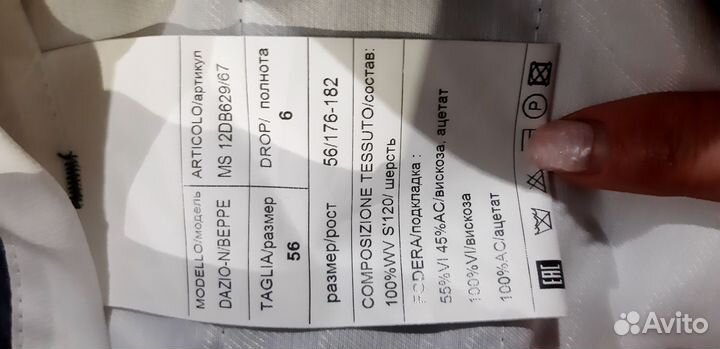 MODELLO/модель ARTICOLO/артикул
DAZIO-N/BEPPE MS 12DB629/67
TAGLIA/размер DROP/ полнота
56 6
размер/рост 56/176-182
COMPOSIZIONE TESSUTO/состав:
100%WV S'120/ шерсть
FODERA/подкладка :
55%VI 45%AC/вискоза, ацетат
100%VI/вискоза
100%AC/ацетат
EAC P
Avito